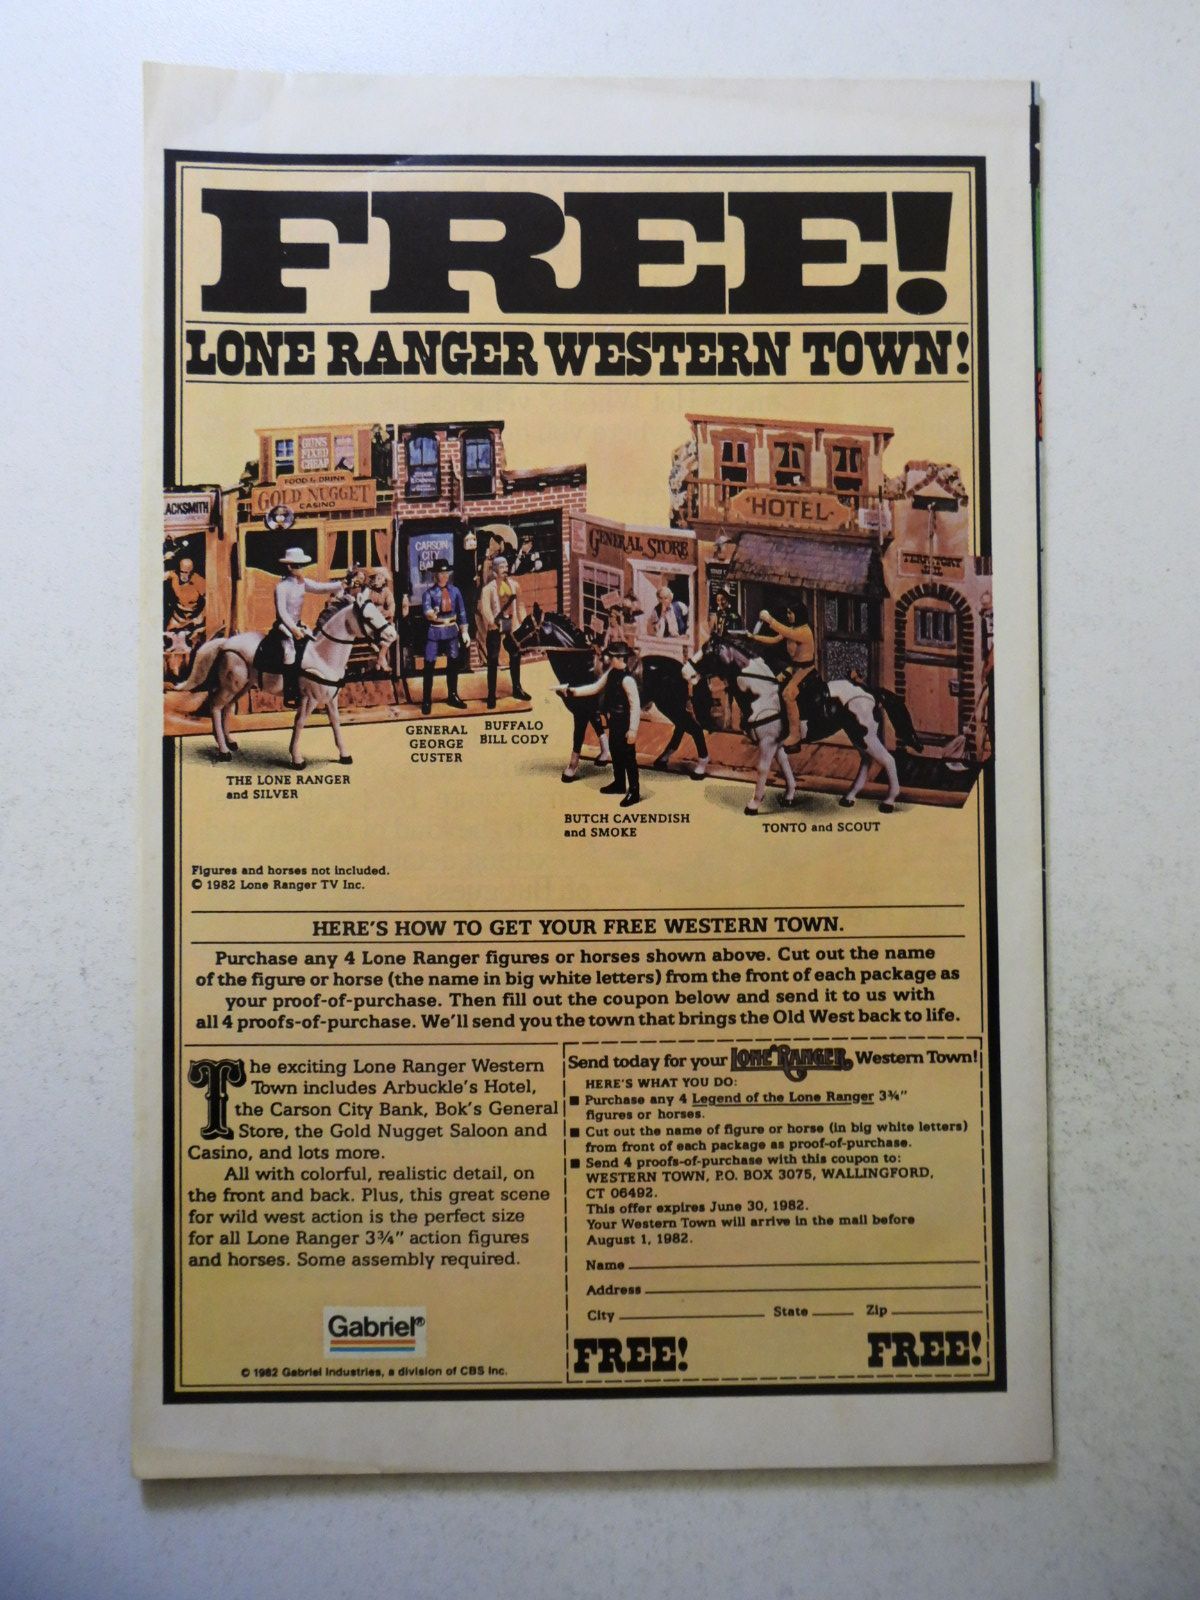 FREE!
LONE RANGER WESTERN TOWN!
GUNS
FIXED
CHEAP
FOOD & DRINK
GOLD NUGGET
CASINO
ACKSMITH
CARSON
CITY
HOTEL
GENERAL STORE
GENERAL
GEORGE
CUSTER
BUFFALO
BILL CODY
THE LONE RANGER
and SILVER
BUTCH CAVENDISH
and SMOKE
TONTO and SCOUT
Figures and horses not included.
© 1982 Lone Ranger TV Inc.
HERE'S HOW TO GET YOUR FREE WESTERN TOWN.
Purchase any 4 Lone Ranger figures or horses shown above. Cut out the name
of the figure or horse (the name in big white letters) from the front of each package as
your proof-of-purchase. Then fill out the coupon below and send it to us with
all 4 proofs-of-purchase. We'll send you the town that brings the Old West back to life.
The exciting Lone Ranger Western
Town includes Arbuckle's Hotel,
the Carson City Bank, Bok's General
Store, the Gold Nugget Saloon and
Casino, and lots more.
All with colorful, realistic detail, on
the front and back. Plus, this great scene
for wild west action is the perfect size
for all Lone Ranger 3¾" action figures
and horses. Some assembly required.
Gabriel®
© 1982 Gabriel Industries, a division of CBS Inc.
Send today for your LONE RANGER Western Town!
HERE'S WHAT YOU DO:
■ Purchase any 4 Legend of the Lone Ranger 3¾"
figures or horses.
■ Cut out the name of figure or horse (in big white letters)
from front of each package as proof-of-purchase.
■ Send 4 proofs-of-purchase with this coupon to:
WESTERN TOWN, P.O. BOX 3075, WALLINGFORD,
CT 06492.
This offer expires June 30, 1982.
Your Western Town will arrive in the mail before
August 1, 1982.
Name
Address
City State Zip
FREE! FREE!